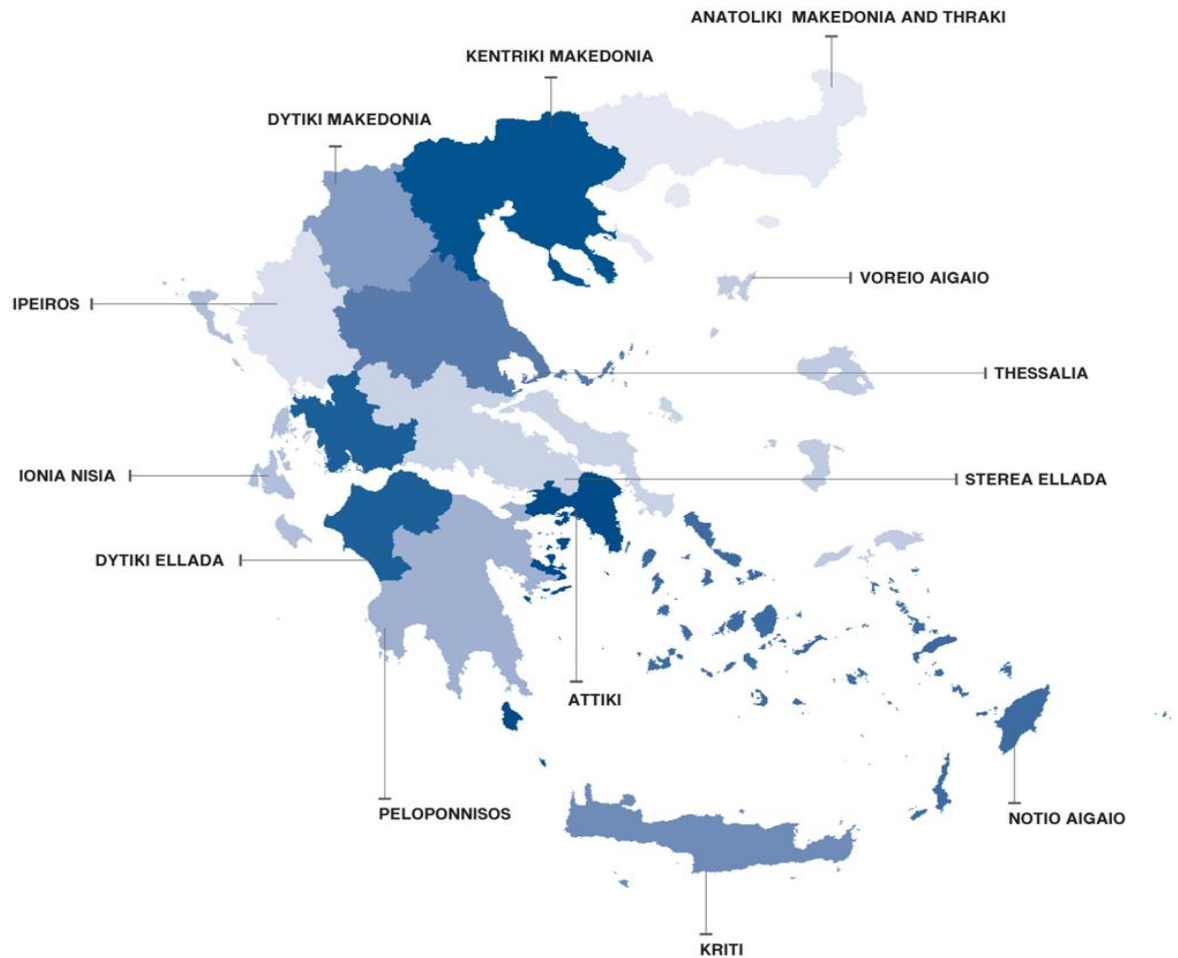 ANATOLIKI MAKEDONIA AND THRAKI
KENTRIKI MAKEDONIA
DYTIKI MAKEDONIA
VOREIO AIGAIO
IPEIROS
THESSALIA
IONIA NISIA
STEREA ELLADA
DYTIKI ELLADA
ATTIKI
PELOPONNISOS
NOTIO AIGAIO
KRITI